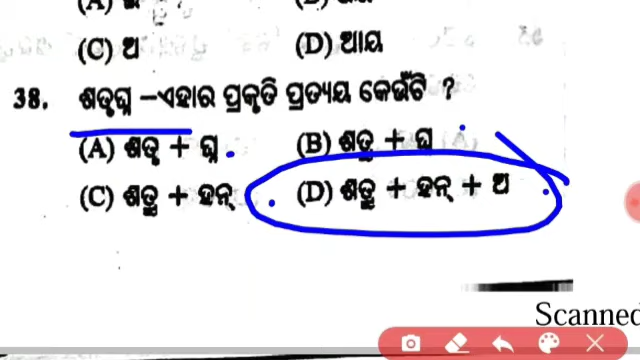 (C) ଅ (D) ଆୟ
38. ଶତୃଘ୍ନ – ଏହାର ପ୍ରକୃତି ପ୍ରତ୍ୟୟ କେଉଁଟି ?
(A) ଶତୃ + ଘ୍ନ (B) ଶତ୍ରୁ + ଘ
(C) ଶତ୍ରୁ + ହନ୍ (D) ଶତ୍ରୁ + ହନ୍ + ଅ
Scanned